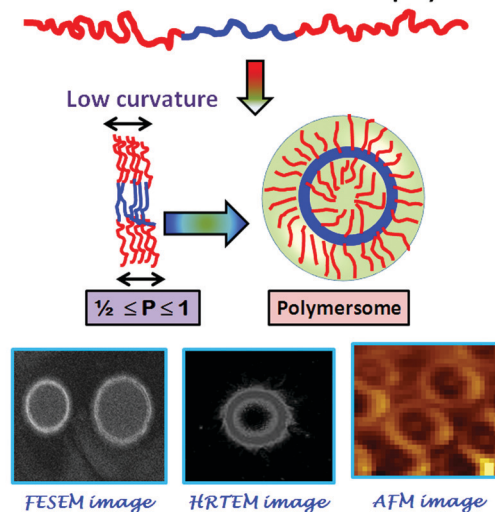 Low curvature
½ ≤ P ≤ 1
Polymersome
FESEM image
HRTEM image
AFM image